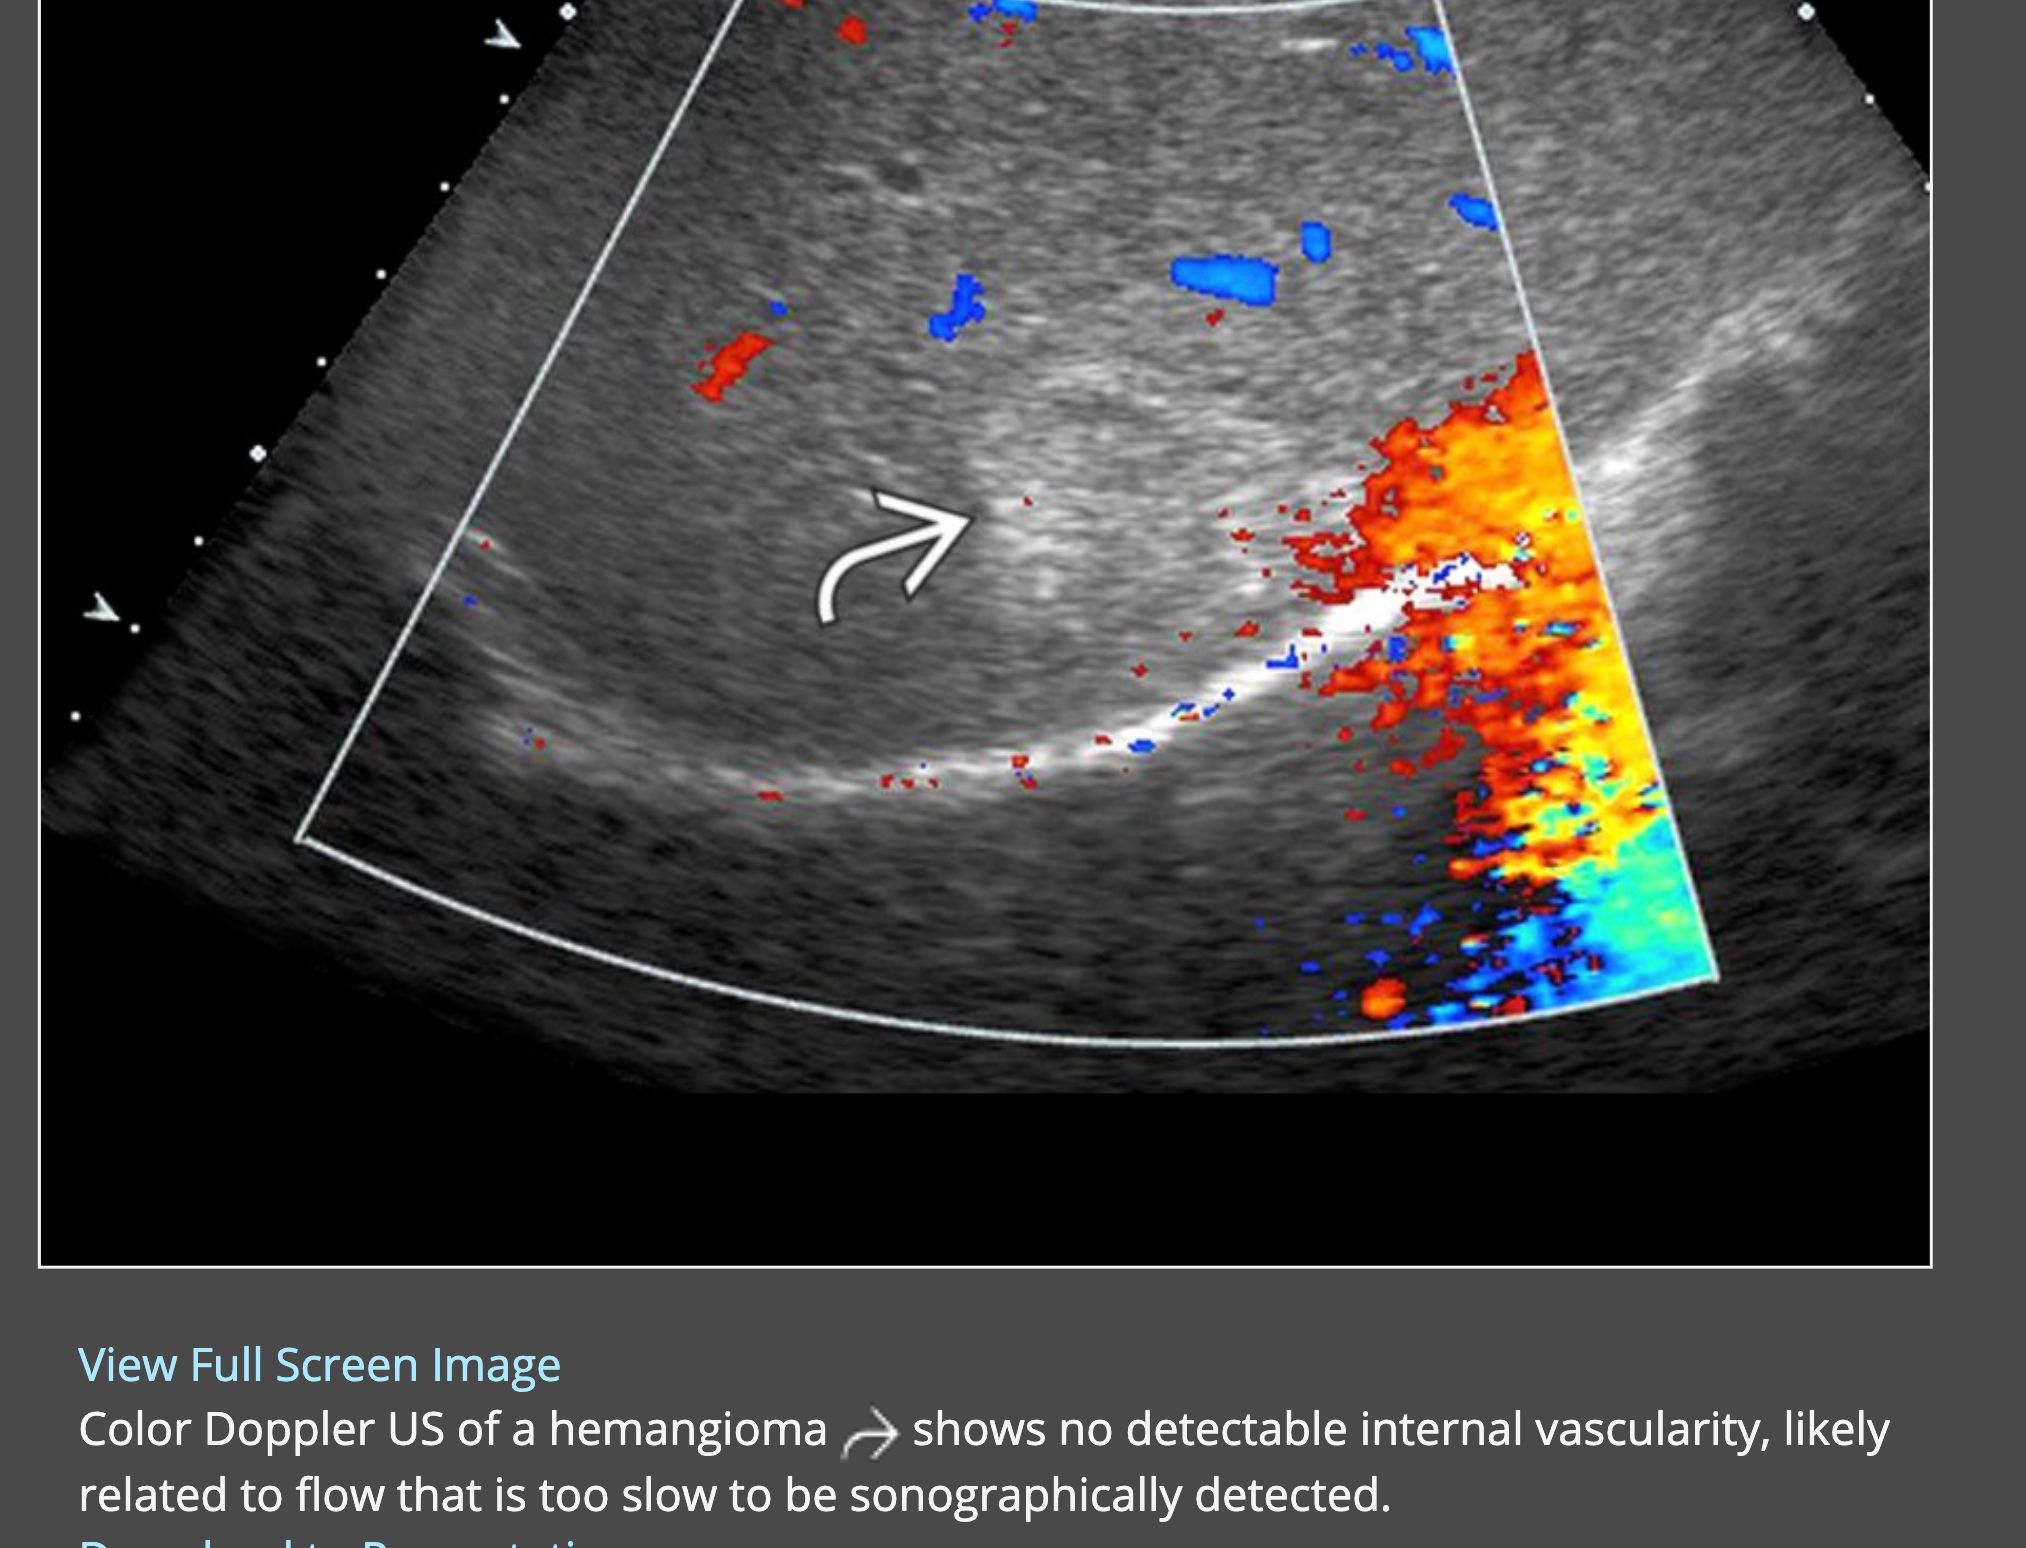 View Full Screen Image
Color Doppler US of a hemangioma shows no detectable internal vascularity, likely
related to flow that is too slow to be sonographically detected.